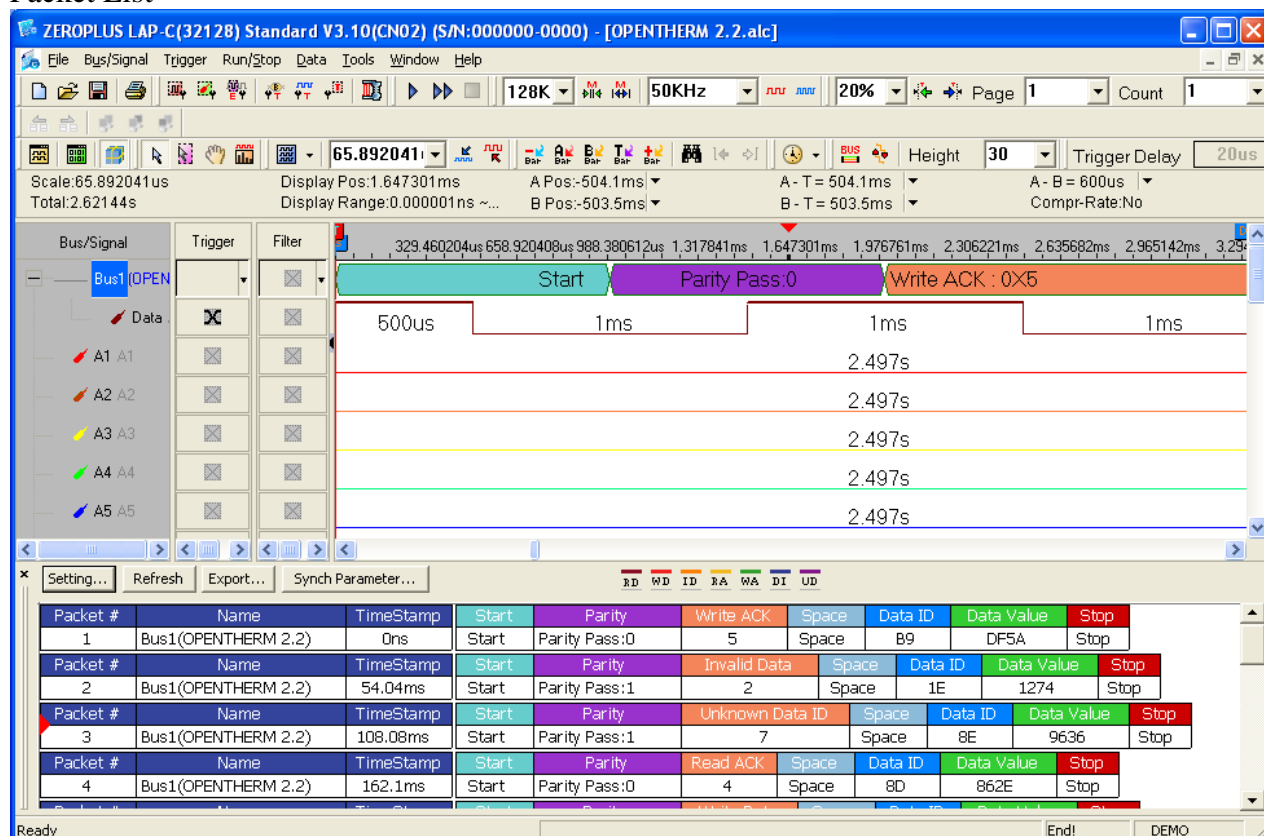 Packet List
ZEROPLUS LAP-C(32128) Standard V3.10(CN02) (S/N:000000-0000) - [OPENTHERM 2.2.alc]
File Bus/Signal Trigger Run/Stop Data Tools Window Help
128K 50KHz 20% Page 1 Count 1
65.892041 Bar Bar Bar Bar Bar BUS Height 30 Trigger Delay 20us
Scale:65.892041us Display Pos:1.647301ms A Pos:-504.1ms A - T = 504.1ms A - B = 600us
Total:2.62144s Display Range:0.000001ns ~... B Pos:-503.5ms B - T = 503.5ms Compr-Rate:No
Bus/Signal Trigger Filter 329.460204us 658.920408us 988.380612us 1.317841ms 1.647301ms 1.976761ms 2.306221ms 2.635682ms 2.965142ms 3.29
Bus1(OPEN Start Parity Pass:0 Write ACK : 0X5
Data 500us 1ms 1ms 1ms
A1 A1 2.497s
A2 A2 2.497s
A3 A3 2.497s
A4 A4 2.497s
A5 A5 2.497s
Setting... Refresh Export... Synch Parameter... RD WD ID RA WA DI UD
Packet # Name TimeStamp Start Parity Write ACK Space Data ID Data Value Stop
1 Bus1(OPENTHERM 2.2) 0ns Start Parity Pass:0 5 Space B9 DF5A Stop
Packet # Name TimeStamp Start Parity Invalid Data Space Data ID Data Value Stop
2 Bus1(OPENTHERM 2.2) 54.04ms Start Parity Pass:1 2 Space 1E 1274 Stop
Packet # Name TimeStamp Start Parity Unknown Data ID Space Data ID Data Value Stop
3 Bus1(OPENTHERM 2.2) 108.08ms Start Parity Pass:1 7 Space 8E 9636 Stop
Packet # Name TimeStamp Start Parity Read ACK Space Data ID Data Value Stop
4 Bus1(OPENTHERM 2.2) 162.1ms Start Parity Pass:0 4 Space 8D 862E Stop
Ready End! DEMO